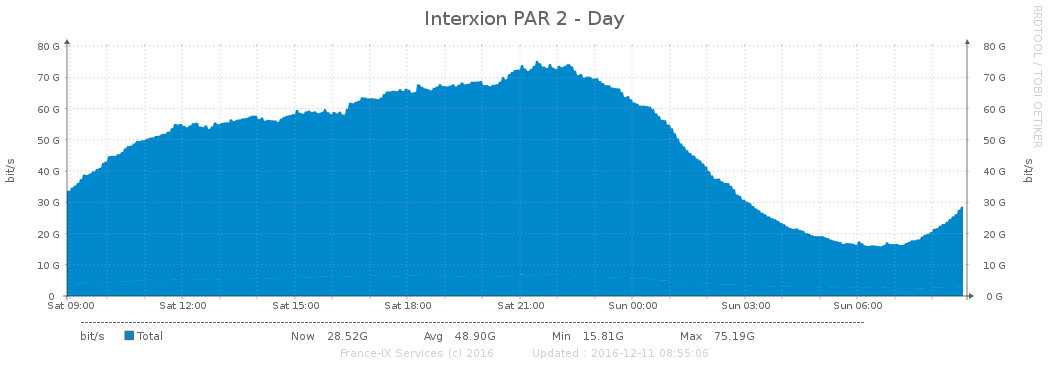 Interxion PAR 2 - Day
RRDTOOL / TOBI OETIKER
80 G 80 G
70 G 70 G
60 G 60 G
50 G 50 G
40 G 40 G
30 G 30 G
20 G 20 G
10 G 10 G
0 0 G
bit/s bit/s
Sat 09:00 Sat 12:00 Sat 15:00 Sat 18:00 Sat 21:00 Sun 00:00 Sun 03:00 Sun 06:00
bit/s Total Now 28.52G Avg 48.90G Min 15.81G Max 75.19G
France-IX Services (c) 2016 Updated : 2016-12-11 08:55:06